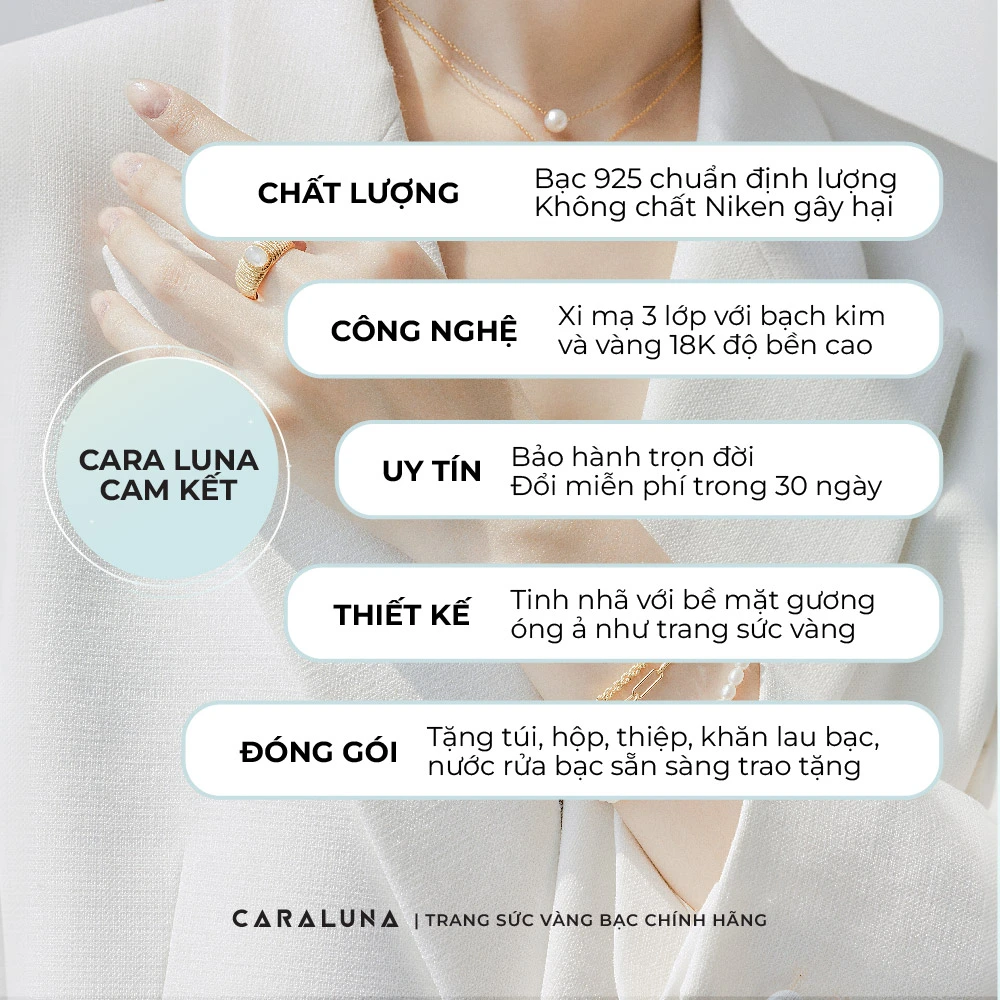 CHẤT LƯỢNG
Bạc 925 chuẩn định lượng
Không chất Niken gây hại
CÔNG NGHỆ
Xi mạ 3 lớp với bạch kim
và vàng 18K độ bền cao
CARA LUNA
CAM KẾT
UY TÍN
Bảo hành trọn đời
Đổi miễn phí trong 30 ngày
THIẾT KẾ
Tinh nhã với bề mặt gương
óng ả như trang sức vàng
ĐÓNG GÓI
Tặng túi, hộp, thiệp, khăn lau bạc,
nước rửa bạc sẵn sàng trao tặng
CARALUNA | TRANG SỨC VÀNG BẠC CHÍNH HÃNG